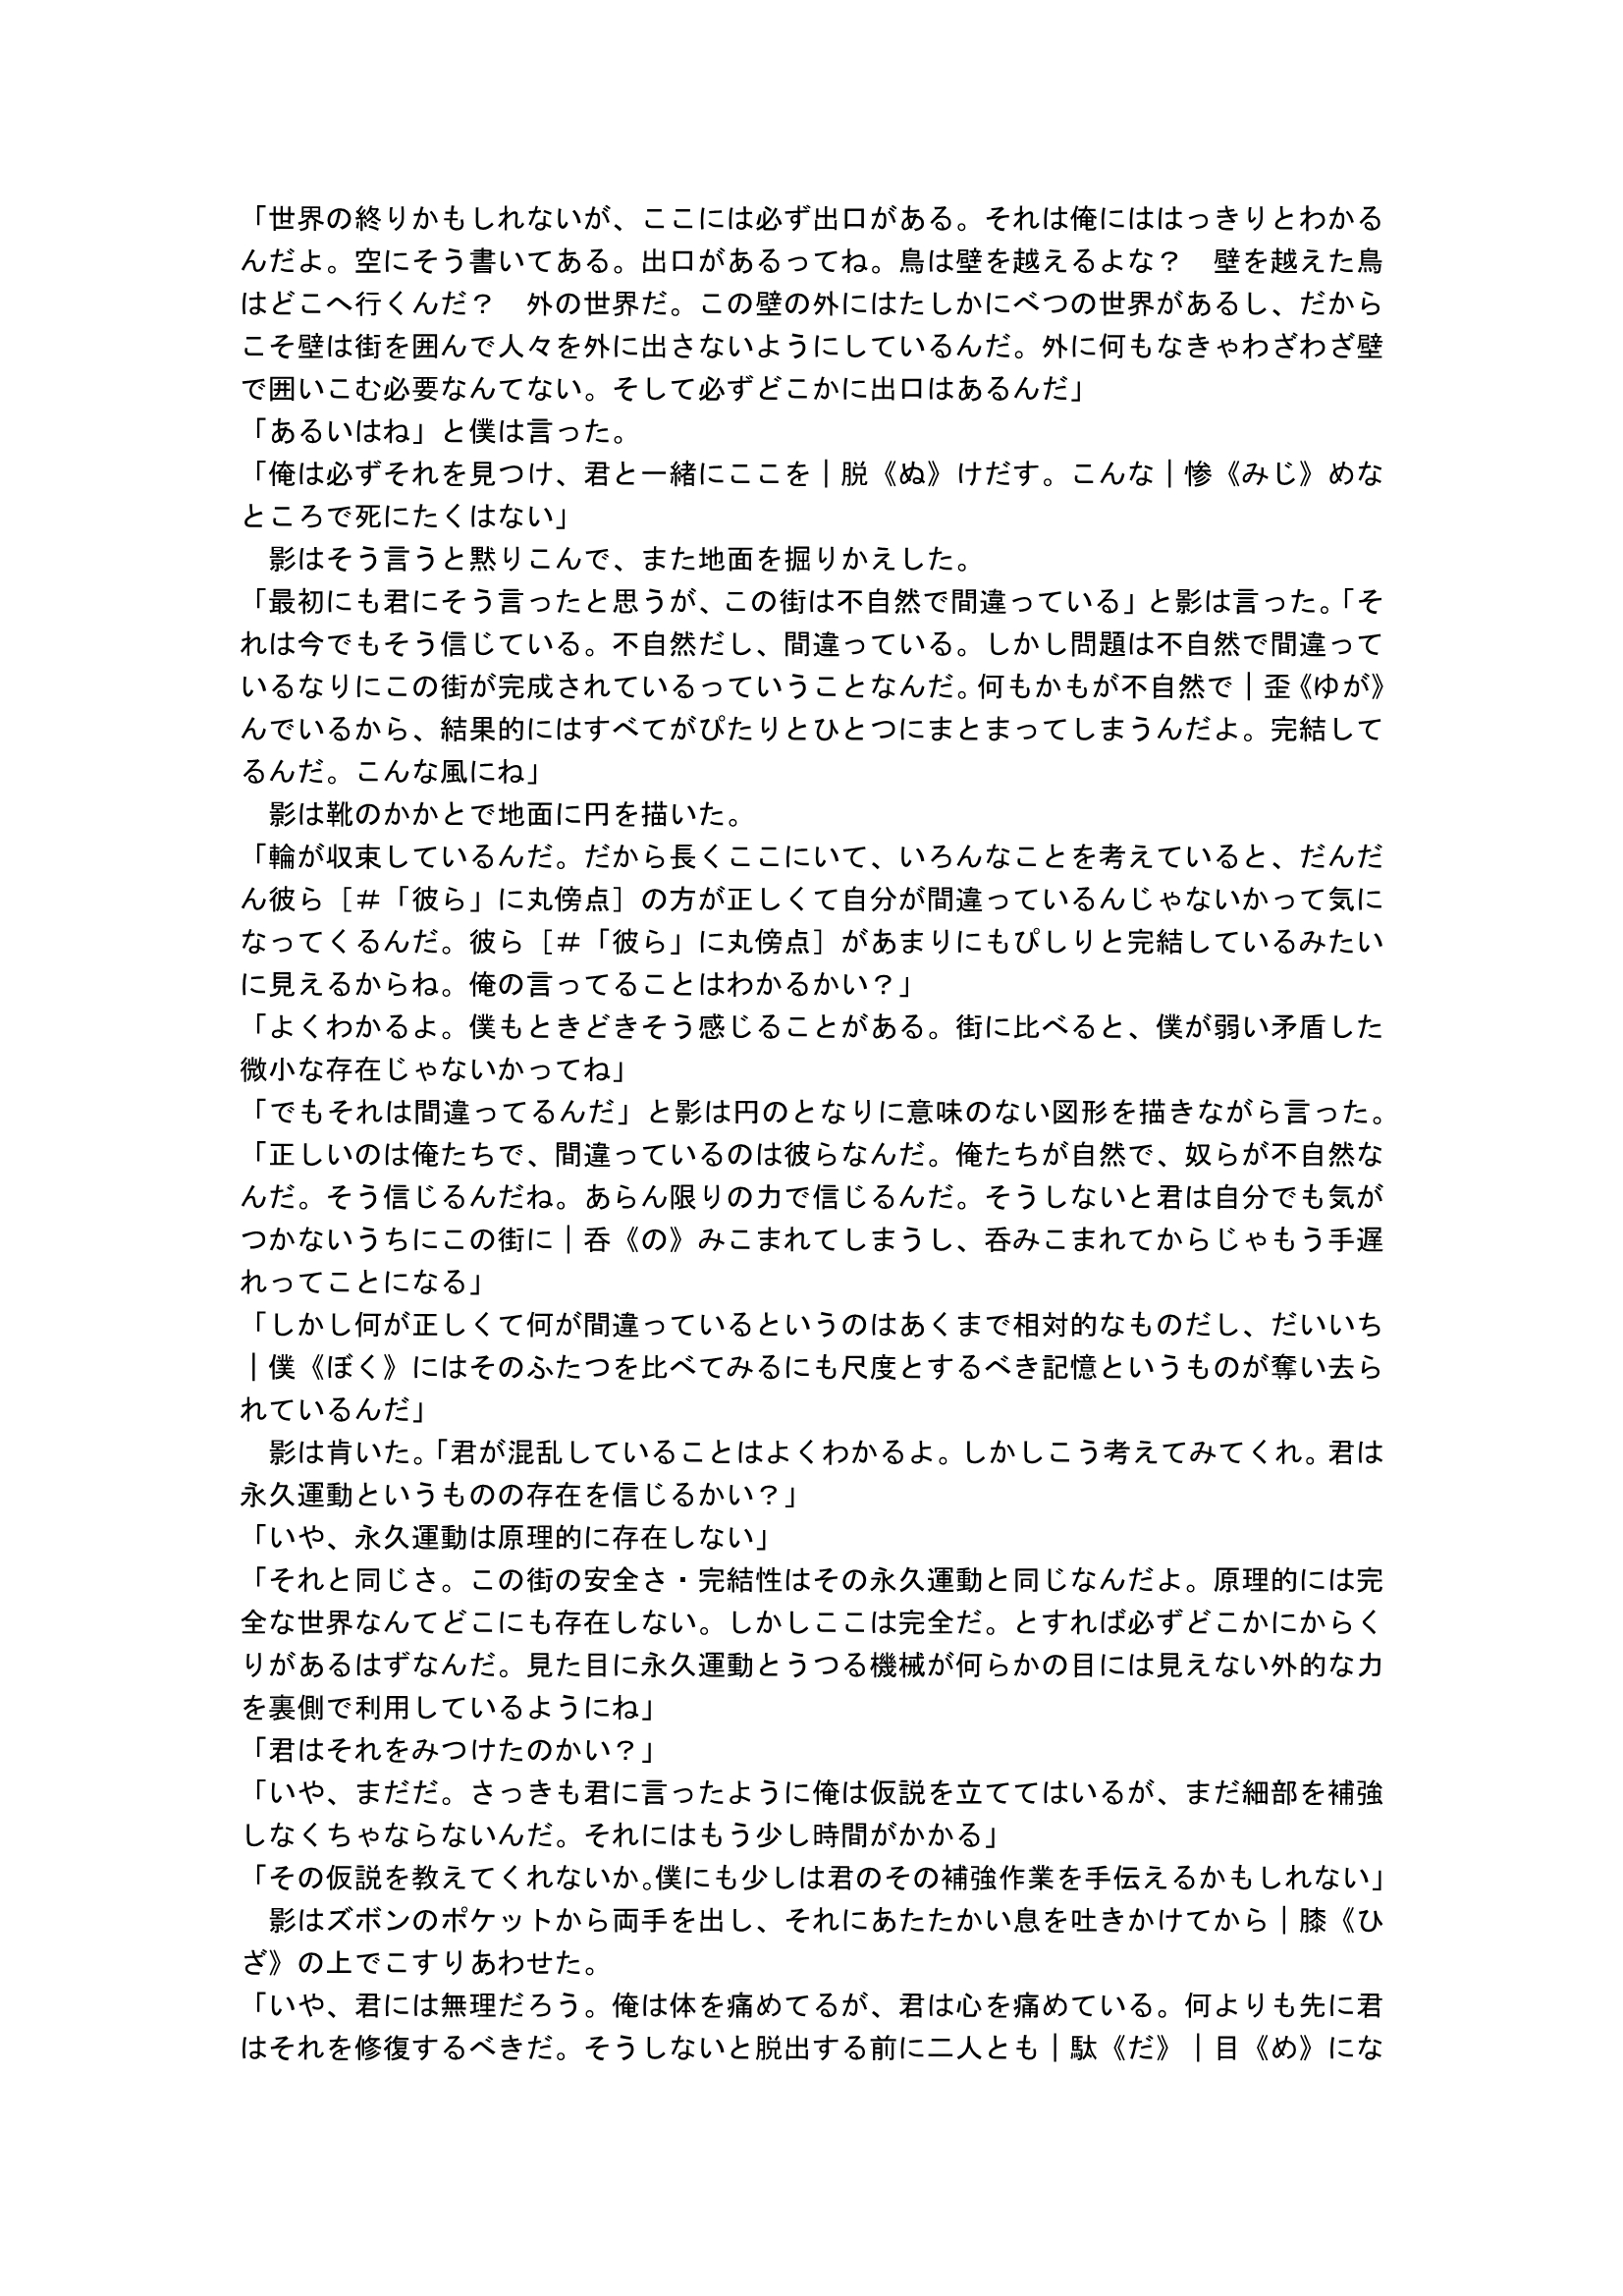 「世界の終りかもしれないが、ここには必ず出口がある。それは俺にははっきりとわかる
んだよ。空にそう書いてある。出口があるってね。鳥は壁を越えるよな？　壁を越えた鳥
はどこへ行くんだ？　外の世界だ。この壁の外にはたしかにべつの世界があるし、だから
こそ壁は街を囲んで人々を外に出さないようにしているんだ。外に何もなきゃわざわざ壁
で囲いこむ必要なんてない。そして必ずどこかに出口はあるんだ」
「あるいはね」と僕は言った。
「俺は必ずそれを見つけ、君と一緒にここを｜脱《ぬ》けだす。こんな｜惨《みじ》めな
ところで死にたくはない」
　影はそう言うと黙りこんで、また地面を掘りかえした。
「最初にも君にそう言ったと思うが、この街は不自然で間違っている」と影は言った。「そ
れは今でもそう信じている。不自然だし、間違っている。しかし問題は不自然で間違って
いるなりにこの街が完成されているっていうことなんだ。何もかもが不自然で｜歪《ゆが》
んでいるから、結果的にはすべてがぴたりとひとつにまとまってしまうんだよ。完結して
るんだ。こんな風にね」
　影は靴のかかとで地面に円を描いた。
「輪が収束しているんだ。だから長くここにいて、いろんなことを考えていると、だんだ
ん彼ら［＃「彼ら」に丸傍点］の方が正しくて自分が間違っているんじゃないかって気に
なってくるんだ。彼ら［＃「彼ら」に丸傍点］があまりにもぴしりと完結しているみたい
に見えるからね。俺の言ってることはわかるかい？」
「よくわかるよ。僕もときどきそう感じることがある。街に比べると、僕が弱い矛盾した
微小な存在じゃないかってね」
「でもそれは間違ってるんだ」と影は円のとなりに意味のない図形を描きながら言った。
「正しいのは俺たちで、間違っているのは彼らなんだ。俺たちが自然で、奴らが不自然な
んだ。そう信じるんだね。あらん限りの力で信じるんだ。そうしないと君は自分でも気が
つかないうちにこの街に｜呑《の》みこまれてしまうし、呑みこまれてからじゃもう手遅
れってことになる」
「しかし何が正しくて何が間違っているというのはあくまで相対的なものだし、だいいち
｜僕《ぼく》にはそのふたつを比べてみるにも尺度とするべき記憶というものが奪い去ら
れているんだ」
　影は肯いた。「君が混乱していることはよくわかるよ。しかしこう考えてみてくれ。君は
永久運動というものの存在を信じるかい？」
「いや、永久運動は原理的に存在しない」
「それと同じさ。この街の安全さ・完結性はその永久運動と同じなんだよ。原理的には完
全な世界なんてどこにも存在しない。しかしここは完全だ。とすれば必ずどこかにからく
りがあるはずなんだ。見た目に永久運動とうつる機械が何らかの目には見えない外的な力
を裏側で利用しているようにね」
「君はそれをみつけたのかい？」
「いや、まだだ。さっきも君に言ったように俺は仮説を立ててはいるが、まだ細部を補強
しなくちゃならないんだ。それにはもう少し時間がかかる」
「その仮説を教えてくれないか。僕にも少しは君のその補強作業を手伝えるかもしれない」
　影はズボンのポケットから両手を出し、それにあたたかい息を吐きかけてから｜膝《ひ
ざ》の上でこすりあわせた。
「いや、君には無理だろう。俺は体を痛めてるが、君は心を痛めている。何よりも先に君
はそれを修復するべきだ。そうしないと脱出する前に二人とも｜駄《だ》｜目《め》にな